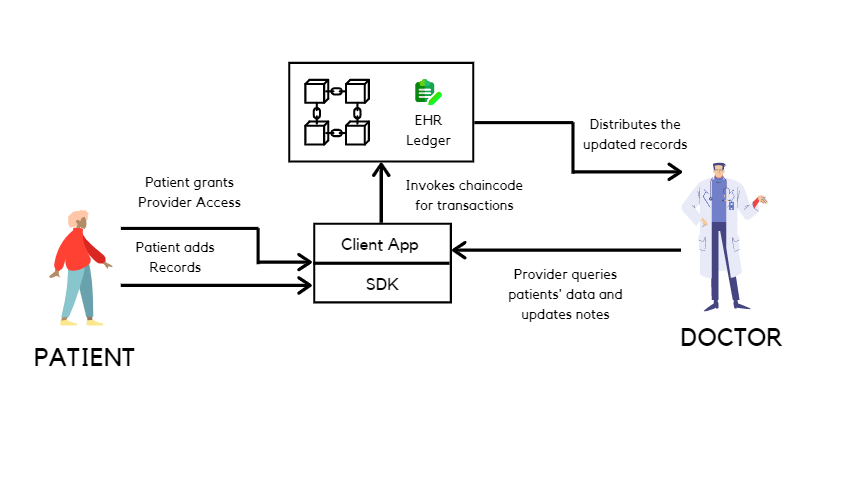 EHR
Ledger
Distributes the
updated records
Patient grants
Provider Access
Invokes chaincode
for transactions
Patient adds
Records
Client App
SDK
Provider queries
patients' data and
updates notes
PATIENT
DOCTOR